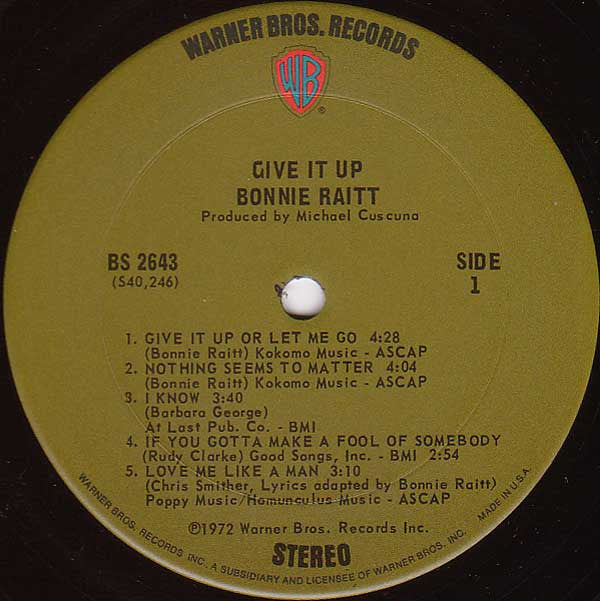 WARNER BROS. RECORDS
WB
®
GIVE IT UP
BONNIE RAITT
Produced by Michael Cuscuna
BS 2643
(S40,246)
SIDE
1
1. GIVE IT UP OR LET ME GO 4:28
(Bonnie Raitt) Kokomo Music - ASCAP
2. NOTHING SEEMS TO MATTER 4:04
(Bonnie Raitt) Kokomo Music - ASCAP
3. I KNOW 3:40
(Barbara George)
At Last Pub. Co. - BMI
4. IF YOU GOTTA MAKE A FOOL OF SOMEBODY
(Rudy Clarke) Good Songs, Inc. - BMI 2:54
5. LOVE ME LIKE A MAN 3:10
(Chris Smither, Lyrics adapted by Bonnie Raitt)
Poppy Music/Homunculus Music - ASCAP
℗1972 Warner Bros. Records Inc.
STEREO
WARNER BROS. RECORDS INC. A SUBSIDIARY AND LICENSEE OF WARNER BROS. INC. MADE IN U.S.A.